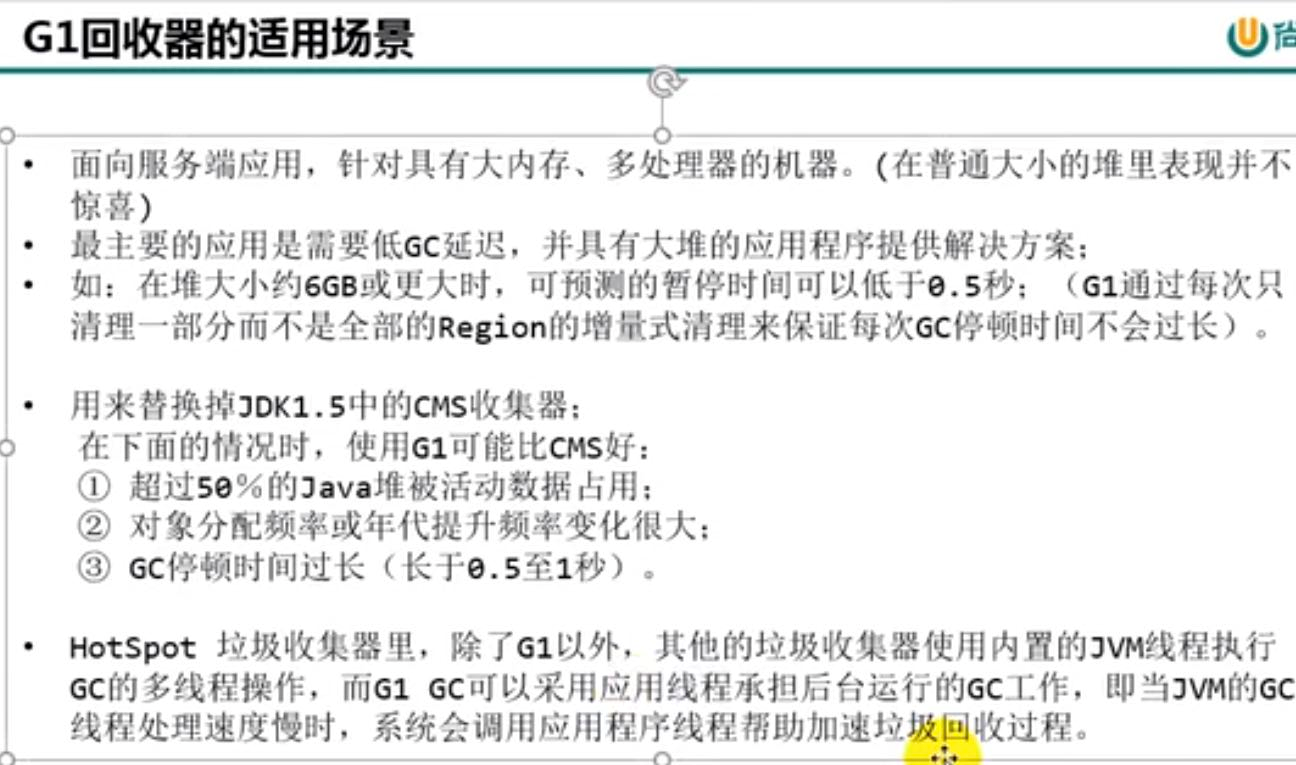 G1回收器的适用场景
尚
• 面向服务端应用，针对具有大内存、多处理器的机器。(在普通大小的堆里表现并不
惊喜)
• 最主要的应用是需要低GC延迟，并具有大堆的应用程序提供解决方案；
• 如：在堆大小约6GB或更大时，可预测的暂停时间可以低于0.5秒；（G1通过每次只
清理一部分而不是全部的Region的增量式清理来保证每次GC停顿时间不会过长）。
• 用来替换掉JDK1.5中的CMS收集器；
在下面的情况时，使用G1可能比CMS好：
① 超过50％的Java堆被活动数据占用；
② 对象分配频率或年代提升频率变化很大；
③ GC停顿时间过长（长于0.5至1秒）。
• HotSpot 垃圾收集器里，除了G1以外，其他的垃圾收集器使用内置的JVM线程执行
GC的多线程操作，而G1 GC可以采用应用线程承担后台运行的GC工作，即当JVM的GC
线程处理速度慢时，系统会调用应用程序线程帮助加速垃圾回收过程。